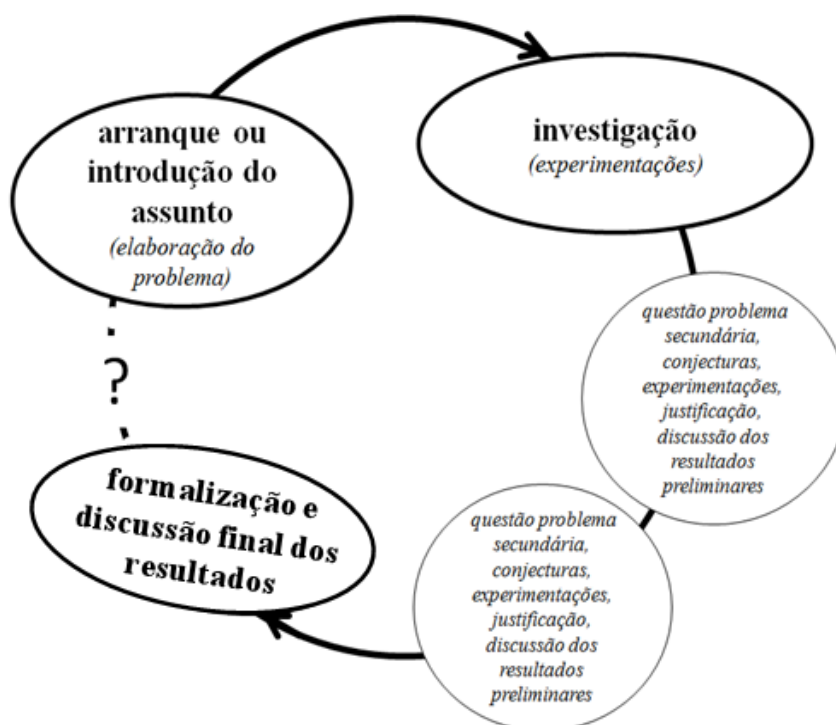 arranque ou
introdução do
assunto
(elaboração do
problema)
investigação
(experimentações)
questão problema
secundária,
conjecturas,
experimentações,
justificação,
discussão dos
resultados
preliminares
questão problema
secundária,
conjecturas,
experimentações,
justificação,
discussão dos
resultados
preliminares
formalização e
discussão final dos
resultados
?